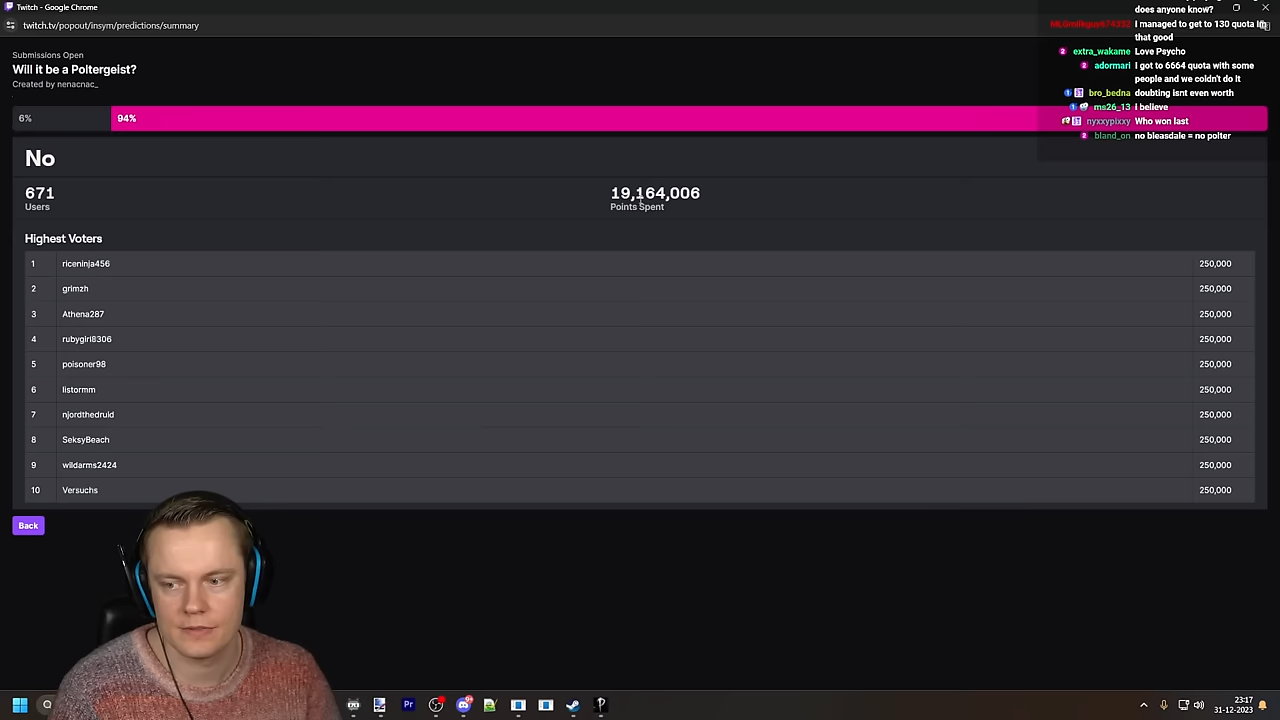 Twitch - Google Chrome
twitch.tv/popout/insym/predictions/summary
Submissions Open
Will it be a Poltergeist?
Created by nenacnac_
6%
94%
No
671
Users
19,164,006
Points Spent
Highest Voters
1 riceninja456 250,000
2 grimzh 250,000
3 Athena287 250,000
4 rubygirl8306 250,000
5 poisoner98 250,000
6 listormm 250,000
7 njordthedruid 250,000
8 SeksyBeach 250,000
9 wildarms2424 250,000
10 Versuchs 250,000
Back
does anyone know?
I managed to get to 130 quota
that good
2 extra_wakame Love Psycho
2 adormari I got to 6664 quota with some
people and we coldn't do it
bro_bedna doubting isnt even worth
ms26_13 I believe
nyxxypixxy Who won last
2 bland_on no bleasdale = no polter
Pr
23:17
31-12-2023